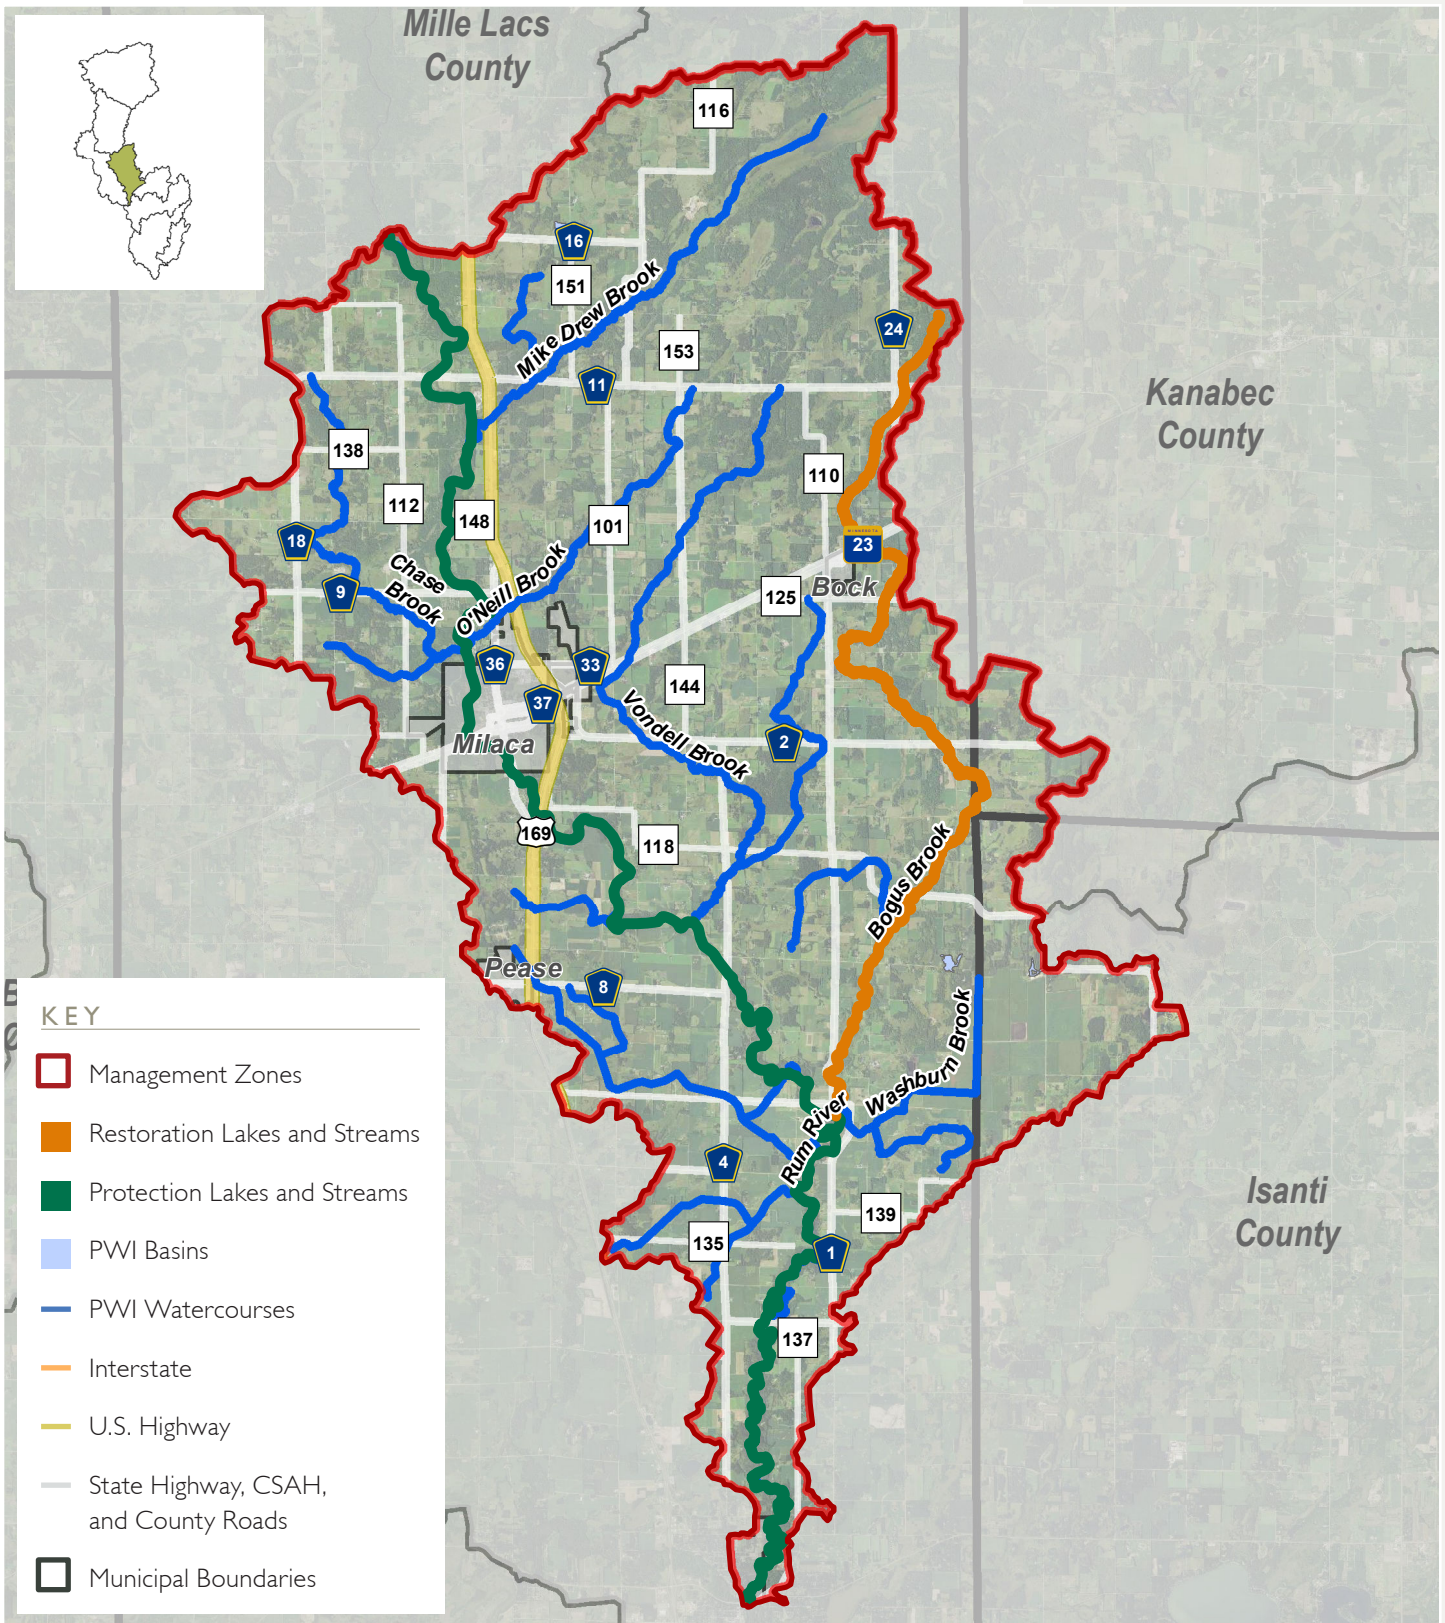 Mille Lacs
County
116
16
151
Mike Drew Brook
24
153
11
Kanabec
County
138
110
112
148
101
18
MINNESOTA
23
Chase
Brook
O'Neill Brook
9
125
Bock
36
33
144
37
Vondell Brook
2
Milaca
169
118
Bogus Brook
Pease
8
Washburn Brook
Rum River
4
139
Isanti
County
135
1
137
KEY
Management Zones
Restoration Lakes and Streams
Protection Lakes and Streams
PWI Basins
PWI Watercourses
Interstate
U.S. Highway
State Highway, CSAH,
and County Roads
Municipal Boundaries